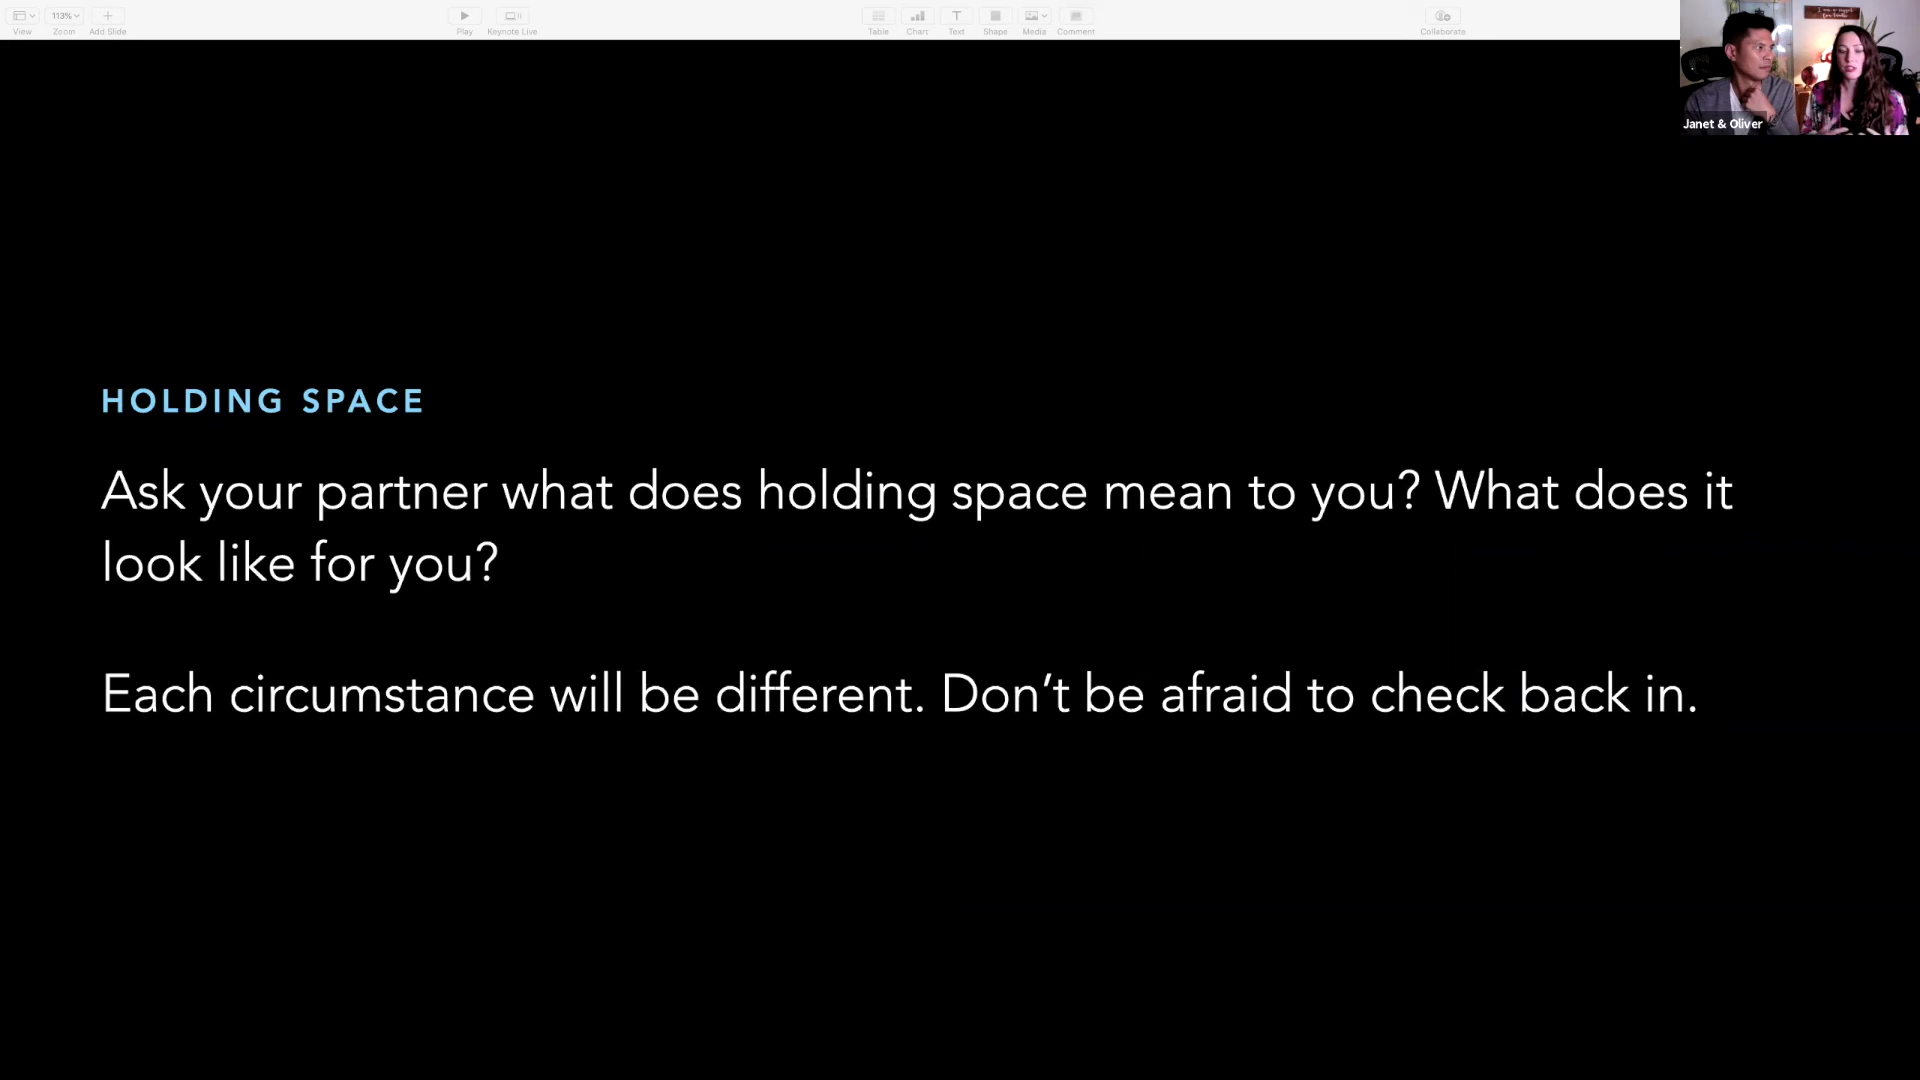 113%
View
Zoom
Add Slide
Play
Keynote Live
Table
Chart
Text
Shape
Media
Comment
Collaborate
Janet & Oliver
HOLDING SPACE
Ask your partner what does holding space mean to you? What does it
look like for you?
Each circumstance will be different. Don’t be afraid to check back in.